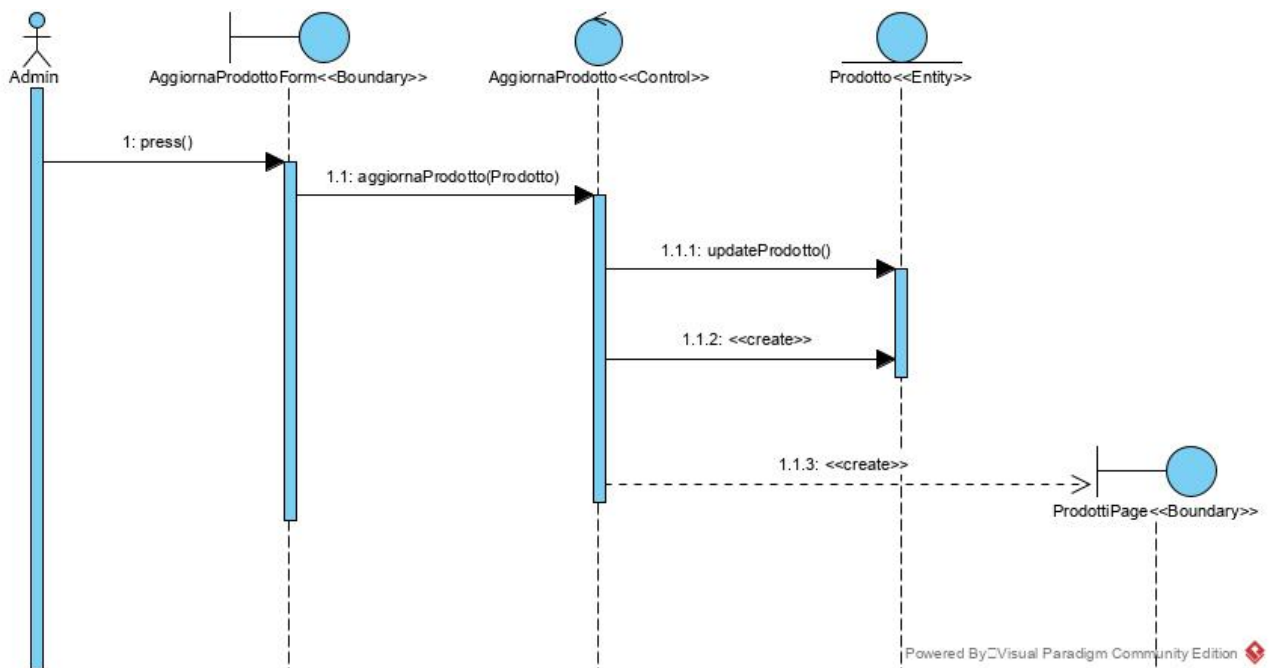 Admin
AggiornaProdottoForm<<Boundary>>
AggiornaProdotto<<Control>>
Prodotto<<Entity>>
1: press()
1.1: aggiornaProdotto(Prodotto)
1.1.1: updateProdotto()
1.1.2: <<create>>
1.1.3: <<create>>
ProdottiPage<<Boundary>>
Powered By Visual Paradigm Community Edition